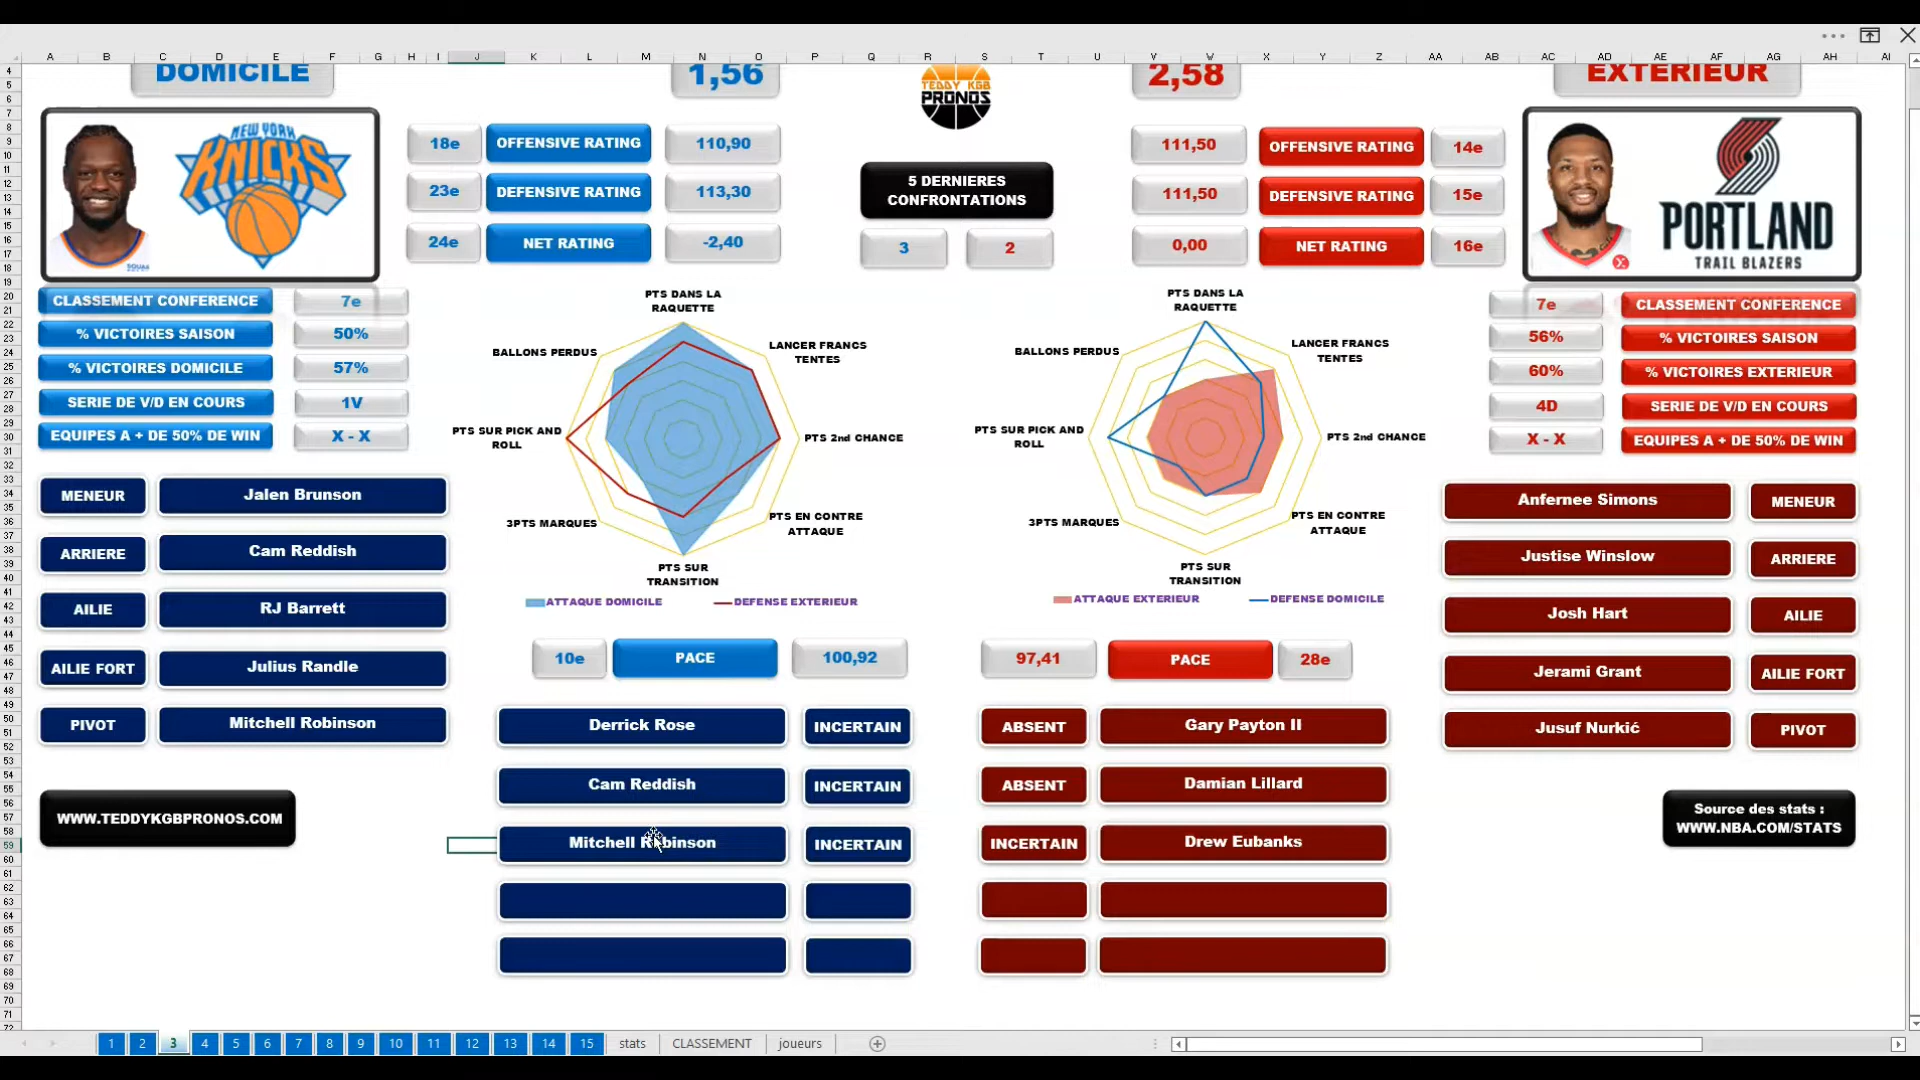 A B C D E F G H I J K L M N O P Q R S T U V W X Y Z AA AB AC AD AE AF AG AH AI
DOMICILE
1,56
TEDDY KGB
PRONOS
2,58
EXTERIEUR
NEW YORK
KNICKS
18e OFFENSIVE RATING 110,90
23e DEFENSIVE RATING 113,30
24e NET RATING -2,40
5 DERNIERES
CONFRONTATIONS
3 2
111,50 OFFENSIVE RATING 14e
111,50 DEFENSIVE RATING 15e
0,00 NET RATING 16e
PORTLAND
TRAIL BLAZERS
CLASSEMENT CONFERENCE 7e
% VICTOIRES SAISON 50%
% VICTOIRES DOMICILE 57%
SERIE DE V/D EN COURS 1V
EQUIPES A + DE 50% DE WIN X - X
PTS DANS LA
RAQUETTE
LANCER FRANCS
TENTES
PTS 2nd CHANCE
PTS EN CONTRE
ATTAQUE
PTS SUR
TRANSITION
3PTS MARQUES
PTS SUR PICK AND
ROLL
BALLONS PERDUS
ATTAQUE DOMICILE DEFENSE EXTERIEUR
PTS DANS LA
RAQUETTE
LANCER FRANCS
TENTES
PTS 2nd CHANCE
PTS EN CONTRE
ATTAQUE
PTS SUR
TRANSITION
3PTS MARQUES
PTS SUR PICK AND
ROLL
BALLONS PERDUS
ATTAQUE EXTERIEUR DEFENSE DOMICILE
7e CLASSEMENT CONFERENCE
56% % VICTOIRES SAISON
60% % VICTOIRES EXTERIEUR
4D SERIE DE V/D EN COURS
X - X EQUIPES A + DE 50% DE WIN
MENEUR Jalen Brunson
ARRIERE Cam Reddish
AILIE RJ Barrett
AILIE FORT Julius Randle
PIVOT Mitchell Robinson
10e PACE 100,92
97,41 PACE 28e
Anfernee Simons MENEUR
Justise Winslow ARRIERE
Josh Hart AILIE
Jerami Grant AILIE FORT
Jusuf Nurkić PIVOT
Derrick Rose INCERTAIN
Cam Reddish INCERTAIN
Mitchell Robinson INCERTAIN
ABSENT Gary Payton II
ABSENT Damian Lillard
INCERTAIN Drew Eubanks
WWW.TEDDYKGBPRONOS.COM
Source des stats :
WWW.NBA.COM/STATS
1 2 3 4 5 6 7 8 9 10 11 12 13 14 15 stats CLASSEMENT joueurs